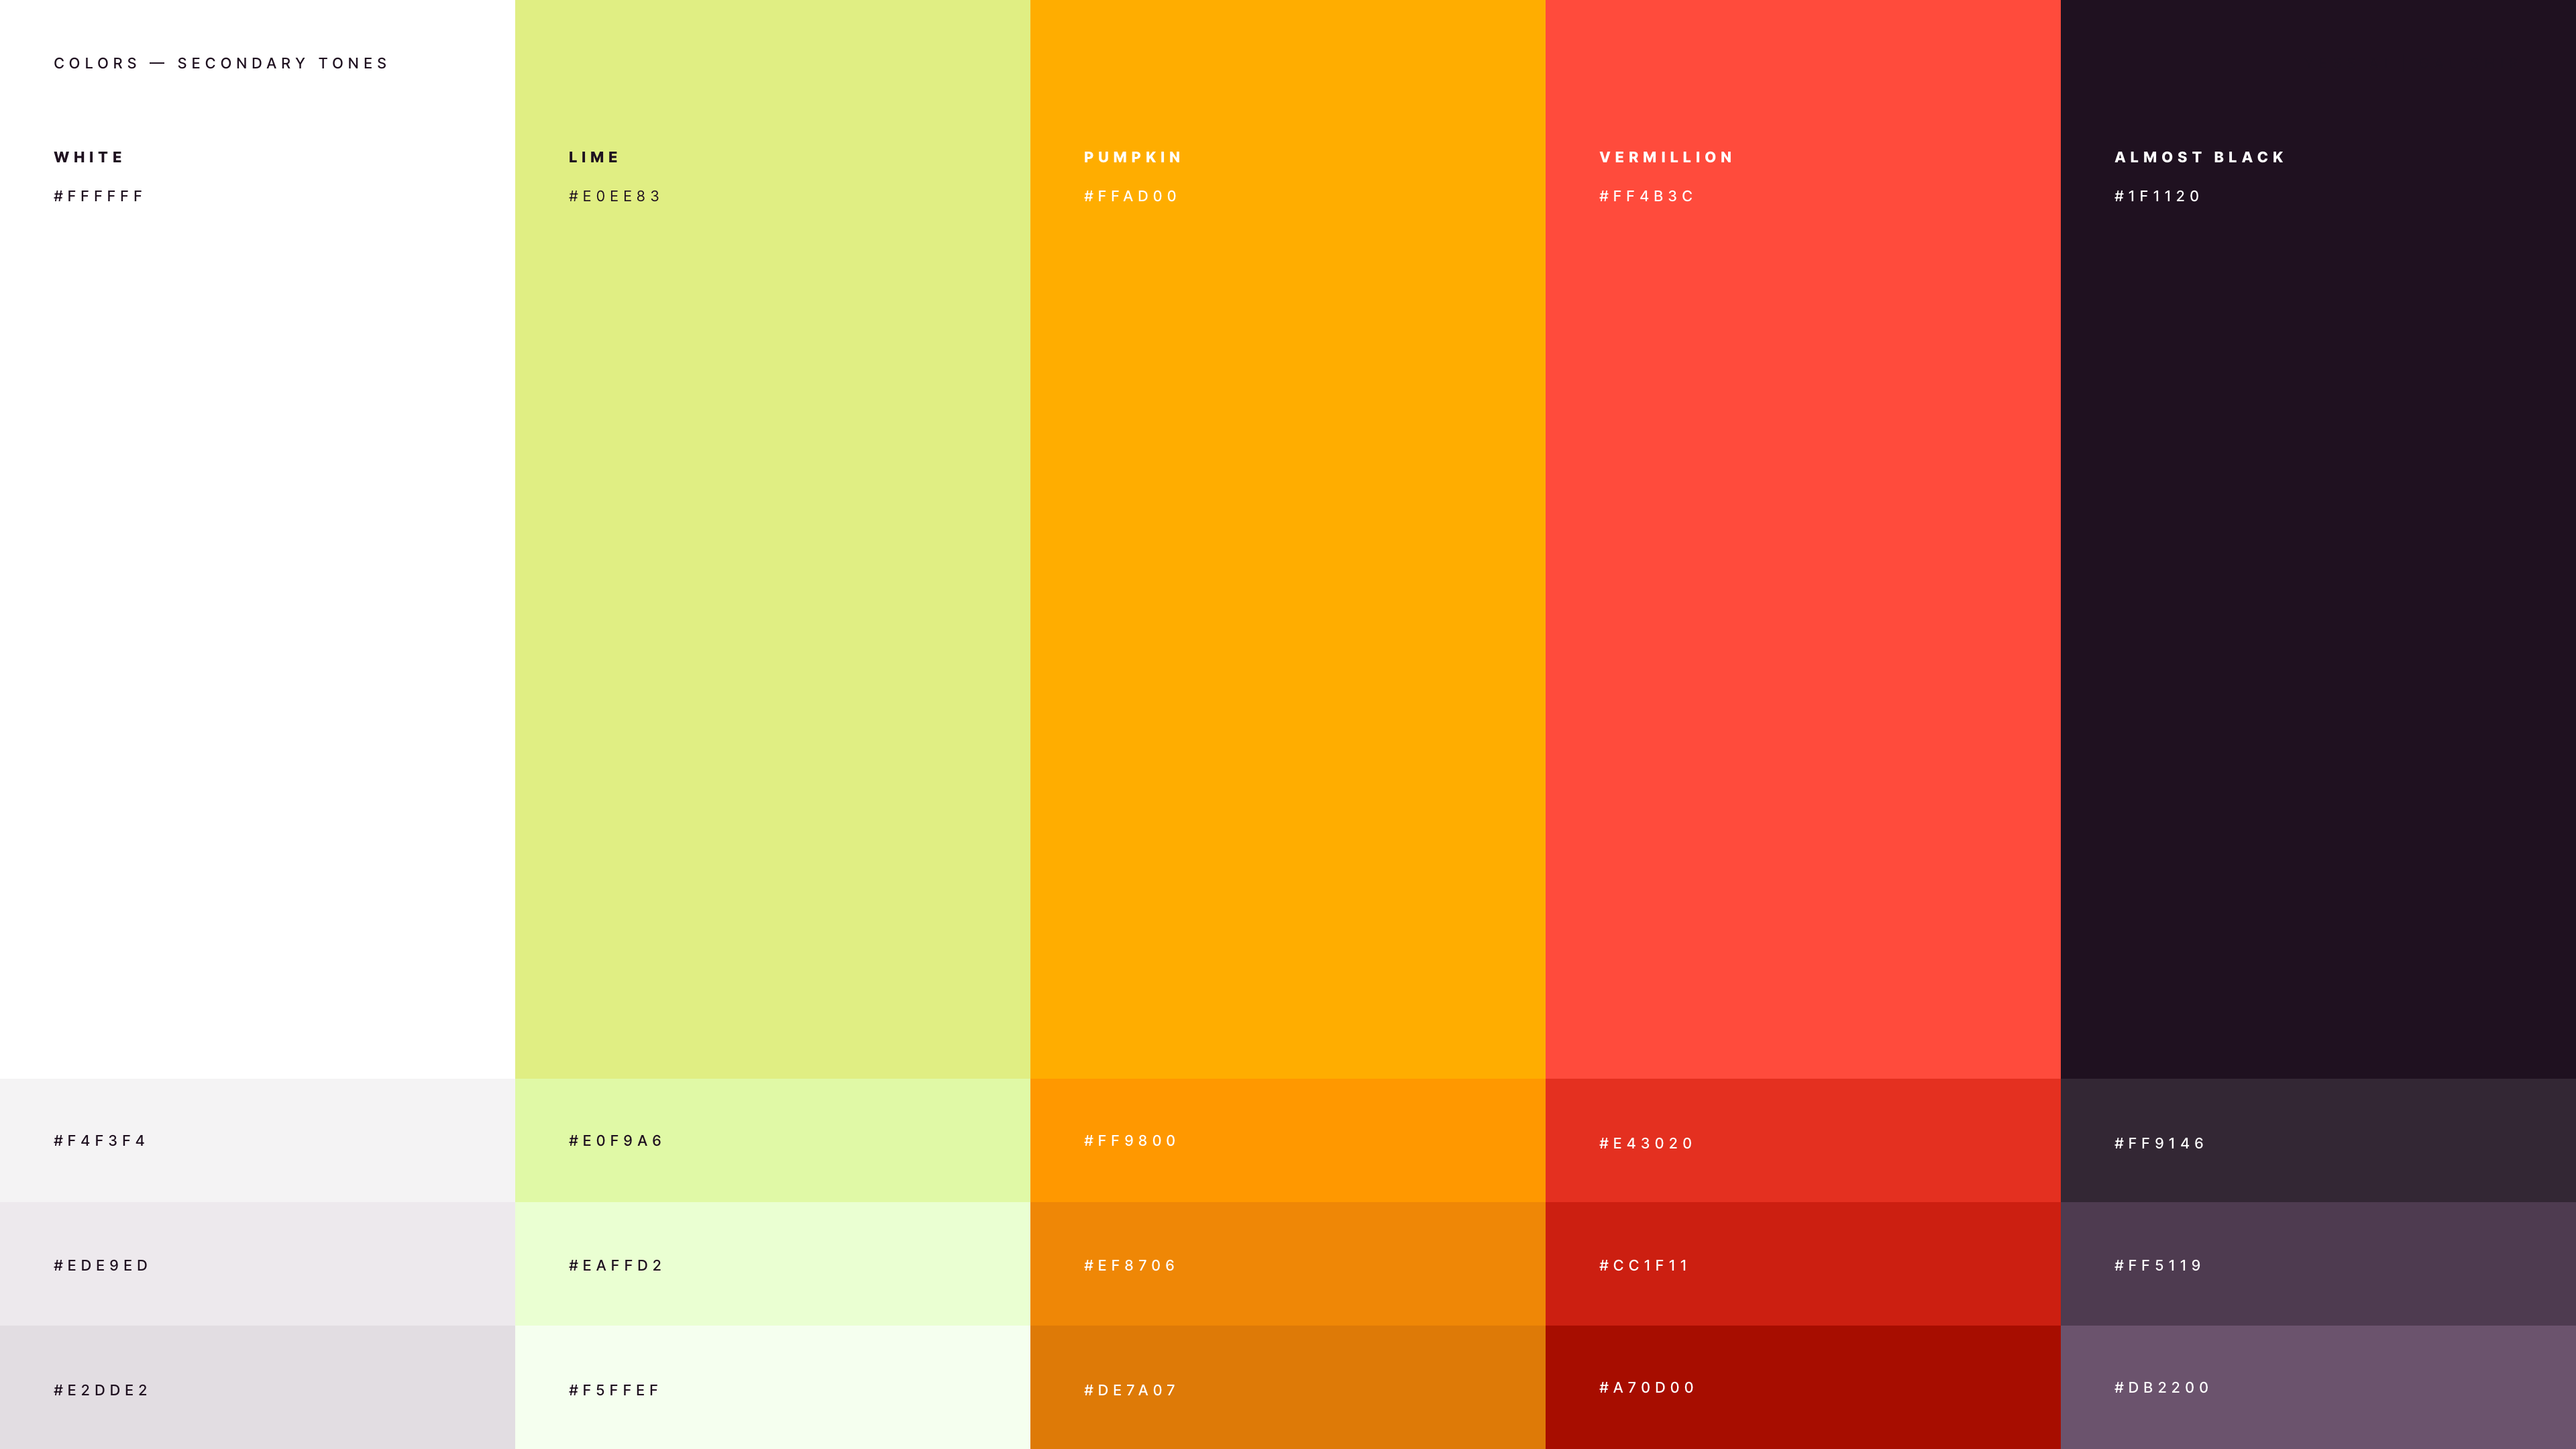 COLORS — SECONDARY TONES
WHITE
#FFFFFF
LIME
#E0EE83
PUMPKIN
#FFAD00
VERMILLION
#FF4B3C
ALMOST BLACK
#1F1120
#F4F3F4
#E0F9A6
#FF9800
#E43020
#FF9146
#EDE9ED
#EAFFD2
#EF8706
#CC1F11
#FF5119
#E2DDE2
#F5FFEF
#DE7A07
#A70D00
#DB2200